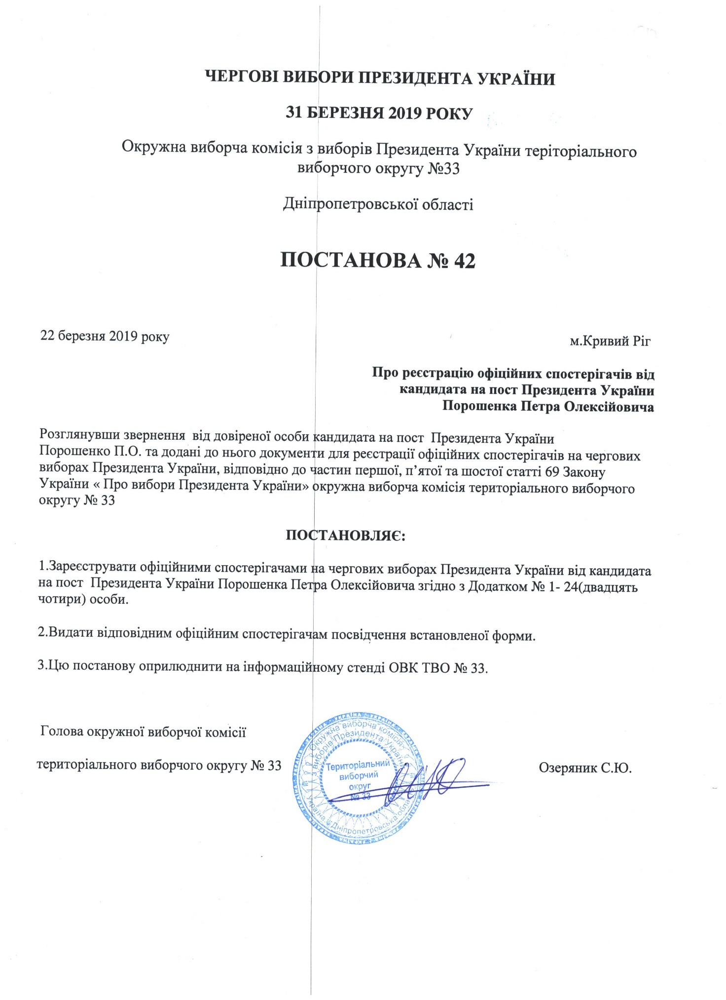 ЧЕРГОВІ ВИБОРИ ПРЕЗИДЕНТА УКРАЇНИ
31 БЕРЕЗНЯ 2019 РОКУ
Окружна виборча комісія з виборів Президента України теріторіального
виборчого округу №33
Дніпропетровської області
ПОСТАНОВА № 42
22 березня 2019 року
м.Кривий Ріг
Про реєстрацію офіційних спостерігачів від
кандидата на пост Президента України
Порошенка Петра Олексійовича
Розглянувши звернення від довіреної особи кандидата на пост Президента України
Порошенко П.О. та додані до нього документи для реєстрації офіційних спостерігачів на чергових
виборах Президента України, відповідно до частин першої, п’ятої та шостої статті 69 Закону
України « Про вибори Президента України» окружна виборча комісія територіального виборчого
округу № 33
ПОСТАНОВЛЯЄ:
1.Зареєструвати офіційними спостерігачами на чергових виборах Президента України від кандидата
на пост Президента України Порошенка Петра Олексійовича згідно з Додатком № 1- 24(двадцять
чотири) особи.
2.Видати відповідним офіційним спостерігачам посвідчення встановленої форми.
3.Цю постанову оприлюднити на інформаційному стенді ОВК ТВО № 33.
Голова окружної виборчої комісії
територіального виборчого округу № 33
Озеряник С.Ю.
Окружна виборча комісія
з виборів Президента України
Територіальний
виборчий
округ
№ 33
Україна Дніпропетровська